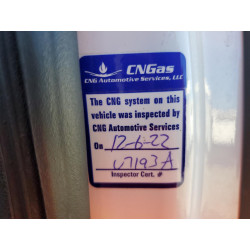 CNGas
CNG Automotive Services, LLC
The CNG system on this
vehicle was inspected by
CNG Automotive Services
On 12-6-22
U7193A
Inspector Cert. #